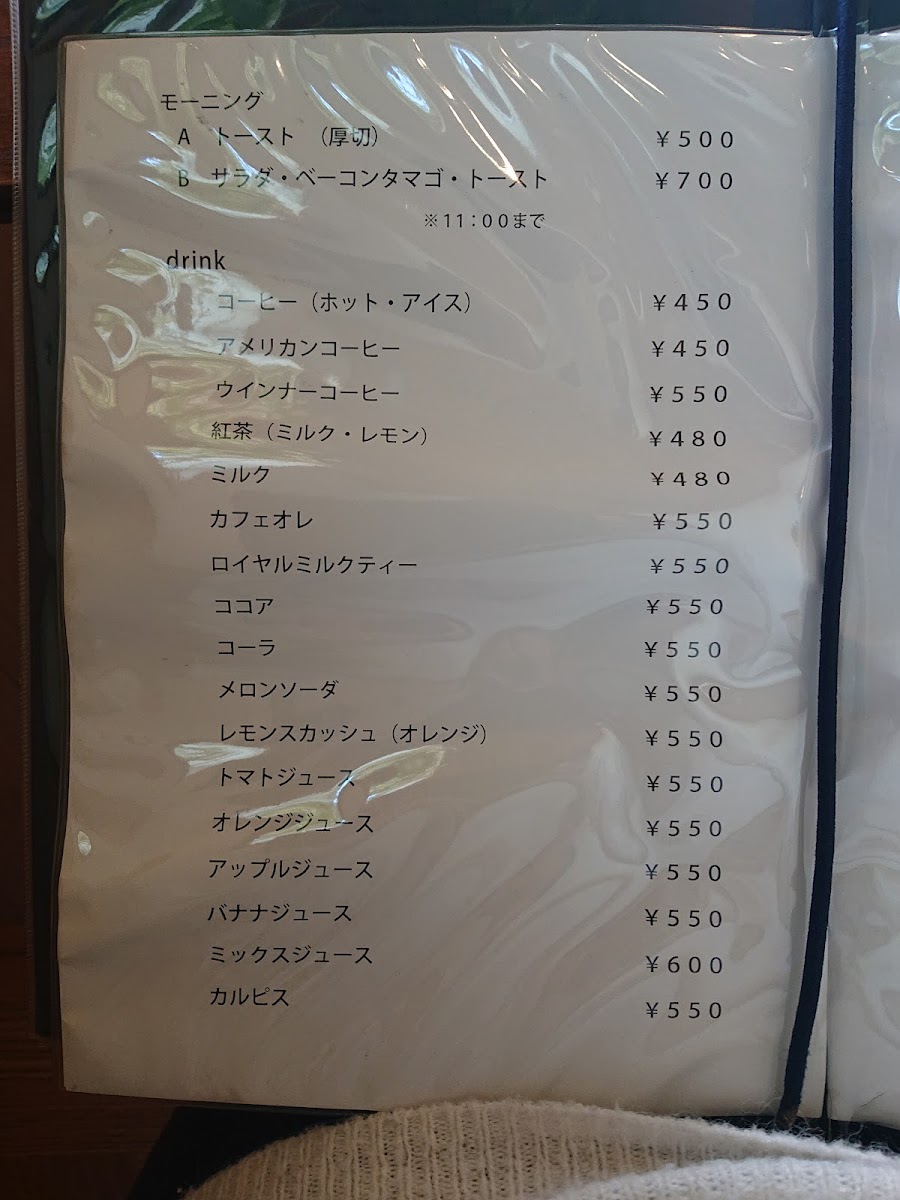 モーニング
A トースト (厚切) ¥500
B サラダ・ベーコンタマゴ・トースト ¥700
※11:00まで
drink
コーヒー(ホット・アイス) ¥450
アメリカンコーヒー ¥450
ウインナーコーヒー ¥550
紅茶(ミルク・レモン) ¥480
ミルク ¥480
カフェオレ ¥550
ロイヤルミルクティー ¥550
ココア ¥550
コーラ ¥550
メロンソーダ ¥550
レモンスカッシュ(オレンジ) ¥550
トマトジュース ¥550
オレンジジュース ¥550
アップルジュース ¥550
バナナジュース ¥550
ミックスジュース ¥600
カルピス ¥550